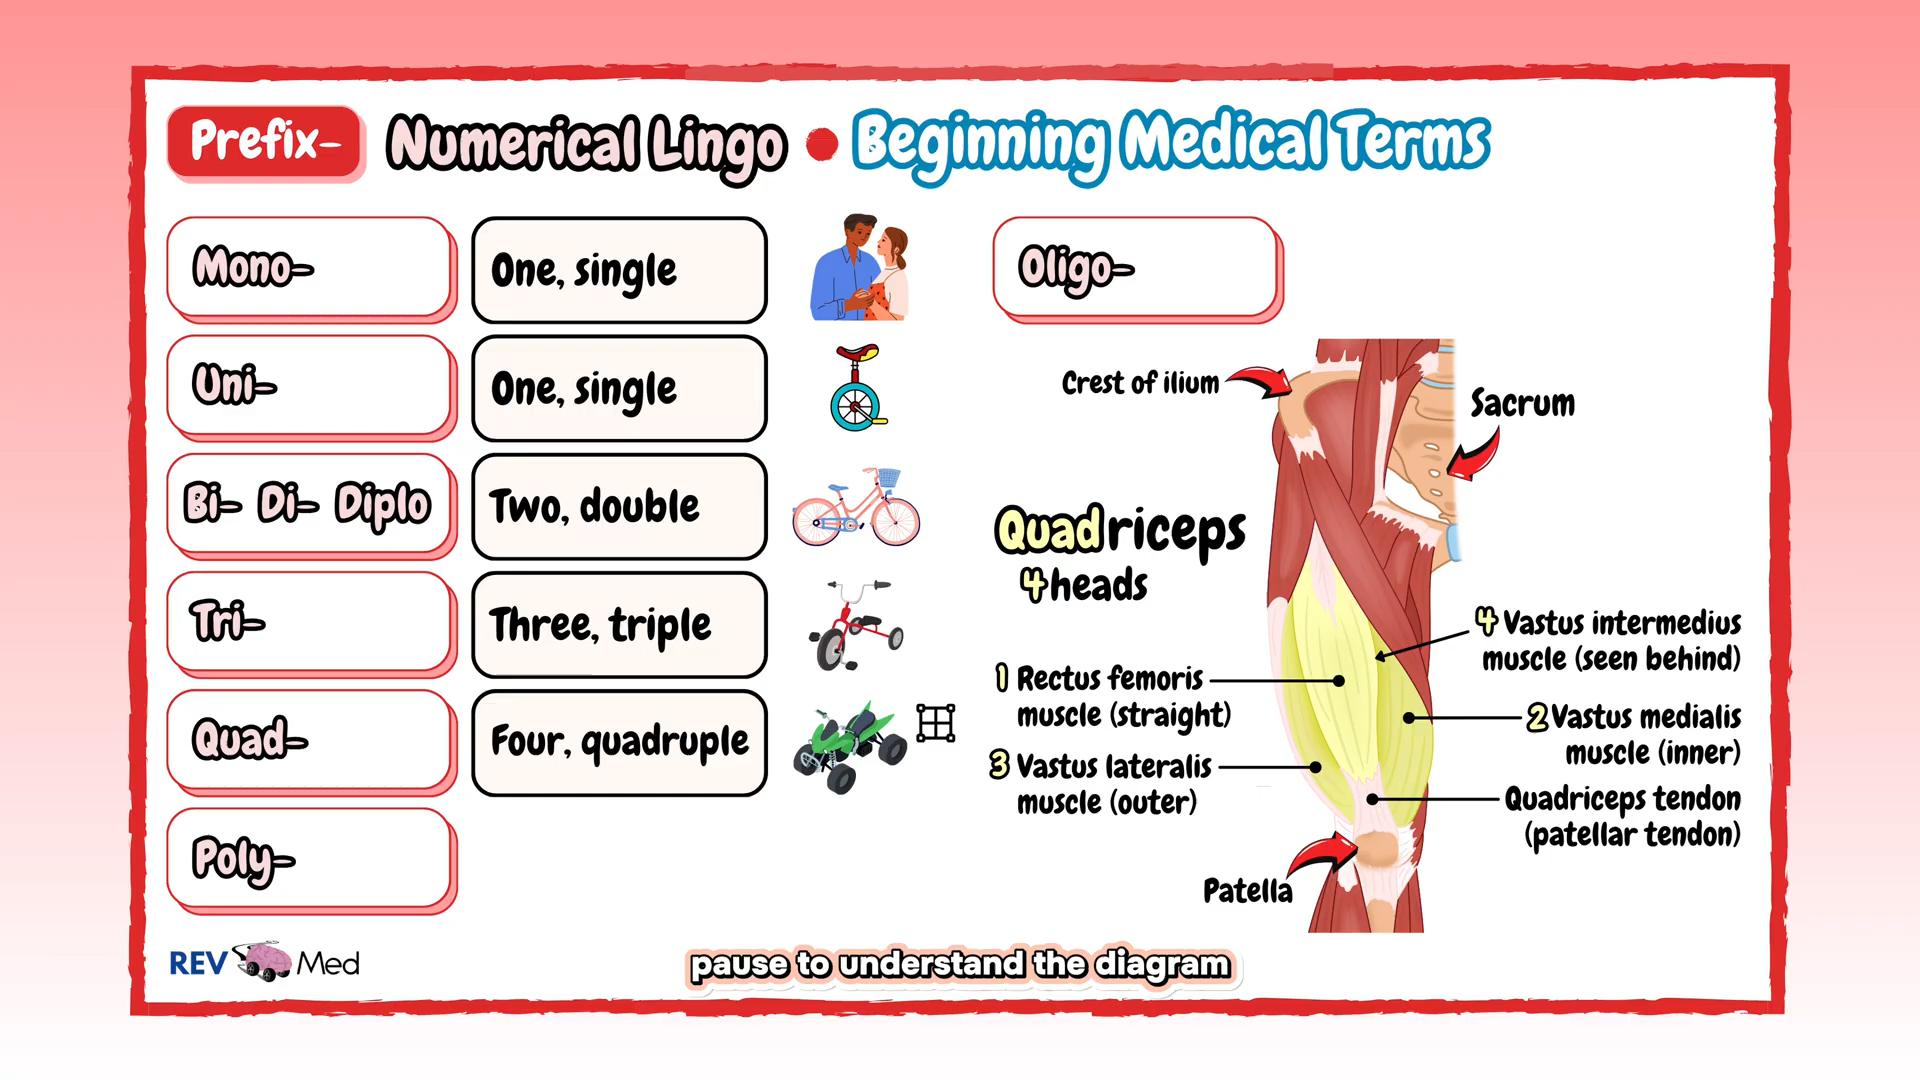 Prefix-
Numerical Lingo • Beginning Medical Terms
Mono-
One, single
Uni-
One, single
Bi- Di- Diplo
Two, double
Tri-
Three, triple
Quad-
Four, quadruple
Poly-
Oligo-
Crest of ilium
Sacrum
Quadriceps
4 heads
1 Rectus femoris
muscle (straight)
3 Vastus lateralis
muscle (outer)
4 Vastus intermedius
muscle (seen behind)
2 Vastus medialis
muscle (inner)
Quadriceps tendon
(patellar tendon)
Patella
REV Med
pause to understand the diagram